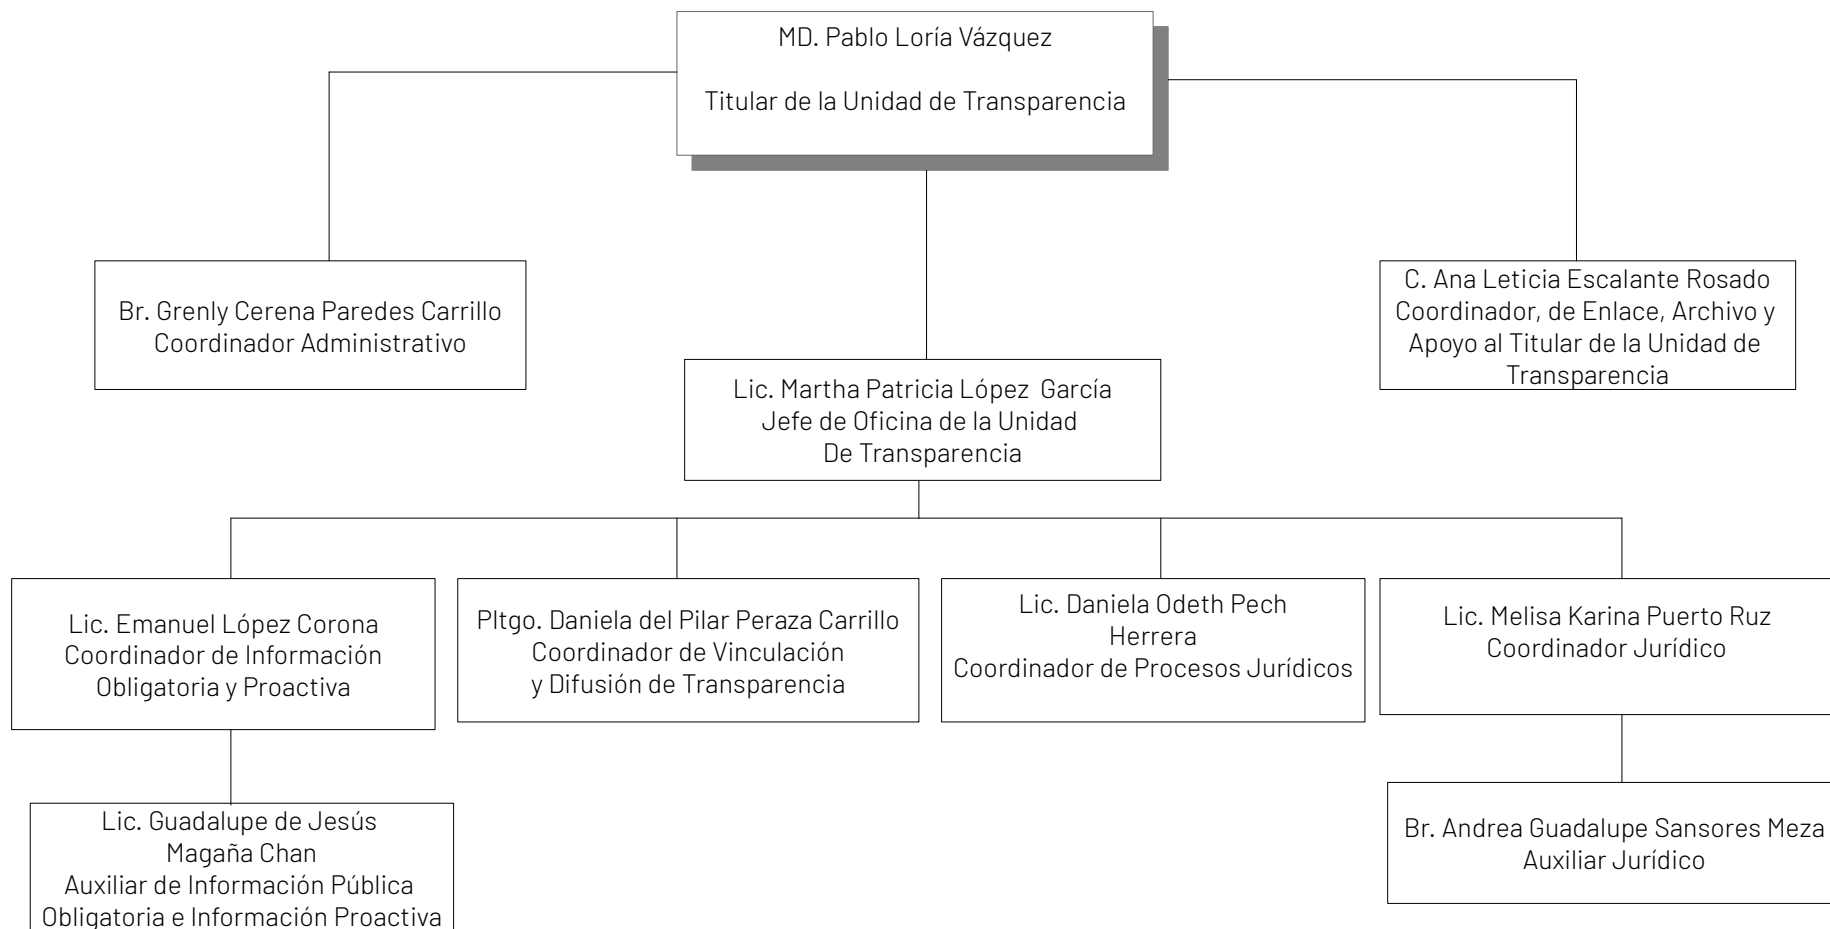 MD. Pablo Loría Vázquez
Titular de la Unidad de Transparencia
Br. Grenly Cerena Paredes Carrillo
Coordinador Administrativo
C. Ana Leticia Escalante Rosado
Coordinador, de Enlace, Archivo y
Apoyo al Titular de la Unidad de
Transparencia
Lic. Martha Patricia López  García
Jefe de Oficina de la Unidad
De Transparencia
Lic. Emanuel López Corona
Coordinador de Información
Obligatoria y Proactiva
Pltgo. Daniela del Pilar Peraza Carrillo
Coordinador de Vinculación
y Difusión de Transparencia
Lic. Daniela Odeth Pech
Herrera
Coordinador de Procesos Jurídicos
Lic. Melisa Karina Puerto Ruz
Coordinador Jurídico
Lic. Guadalupe de Jesús
Magaña Chan
Auxiliar de Información Pública
Obligatoria e Información Proactiva
Br. Andrea Guadalupe Sansores Meza
Auxiliar Jurídico